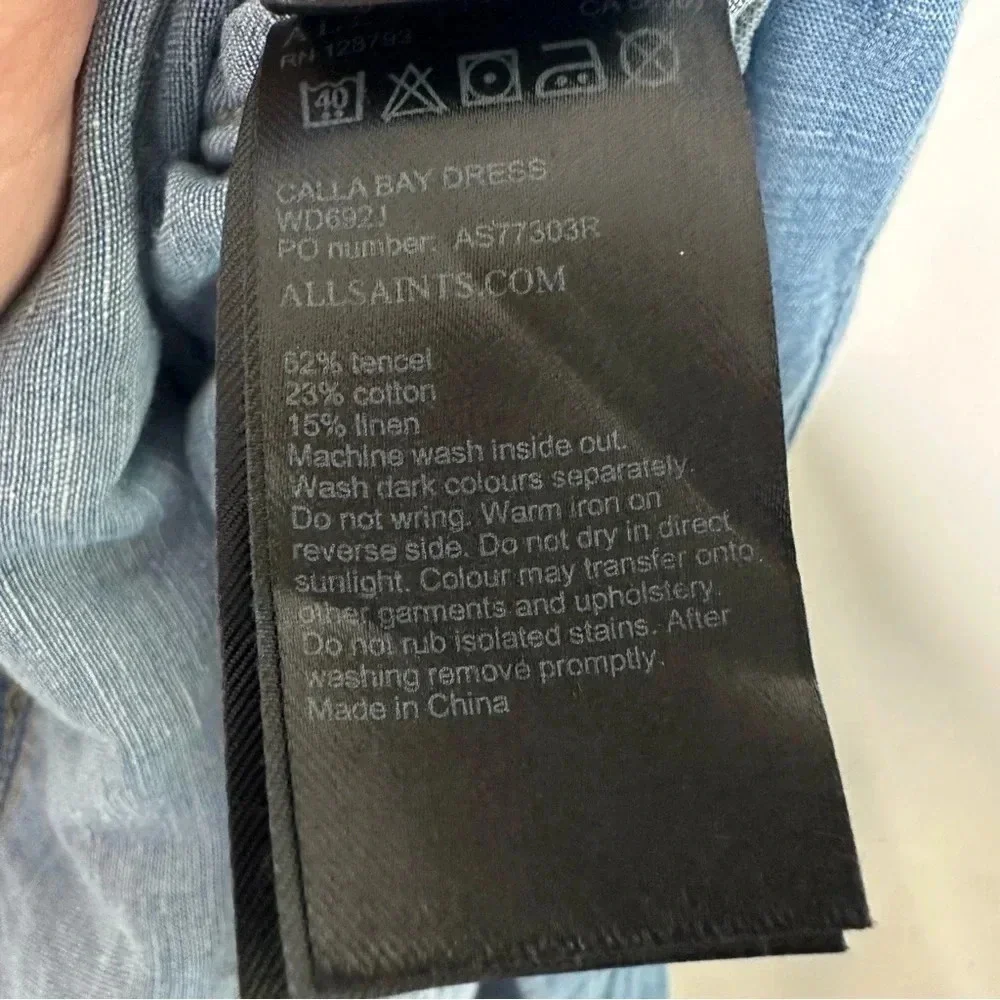 RN 128793
40
CALLA BAY DRESS
WD692J
PO number: AS77303R
ALLSAINTS.COM
62% tencel
23% cotton
15% linen
Machine wash inside out.
Wash dark colours separately.
Do not wring. Warm iron on
reverse side. Do not dry in direct
sunlight. Colour may transfer onto
other garments and upholstery.
Do not rub isolated stains. After
washing remove promptly.
Made in China